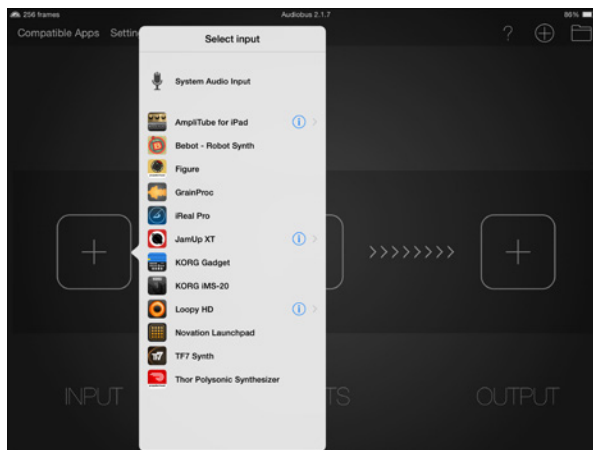 256 frames
Audiobus 2.1.7
86%
Compatible Apps
Settin
?
Select input
System Audio Input
AmpliTube for iPad
Bebot - Robot Synth
Figure
GrainProc
iReal Pro
JamUp XT
KORG Gadget
KORG iMS-20
Loopy HD
Novation Launchpad
TF7 Synth
Thor Polysonic Synthesizer
INPUT
TS
OUTPUT